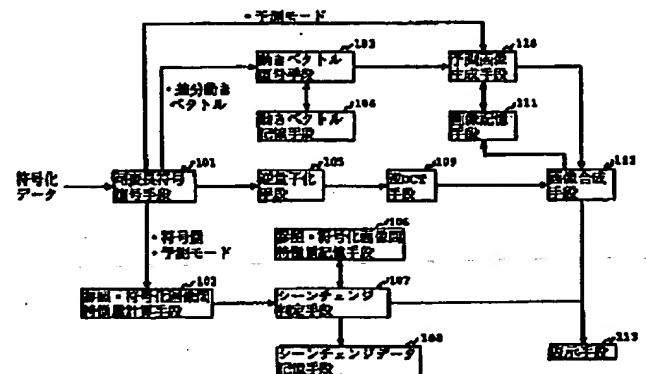 ・予測モード
103
動きベクトル
復号手段
110
予測画像
生成手段
・差分動き
ベクトル
104
動きベクトル
記憶手段
111
画像記憶
手段
符号化
データ
101
可変長符号
復号手段
105
逆量子化
手段
109
逆DCT
手段
112
画像合成
手段
・符号量
・予測モード
106
参照・符号化画像間
特徴量記憶手段
102
参照・符号化画像間
特徴量計算手段
107
シーンチェンジ
判定手段
108
シーンチェンジデータ
記憶手段
113
表示手段